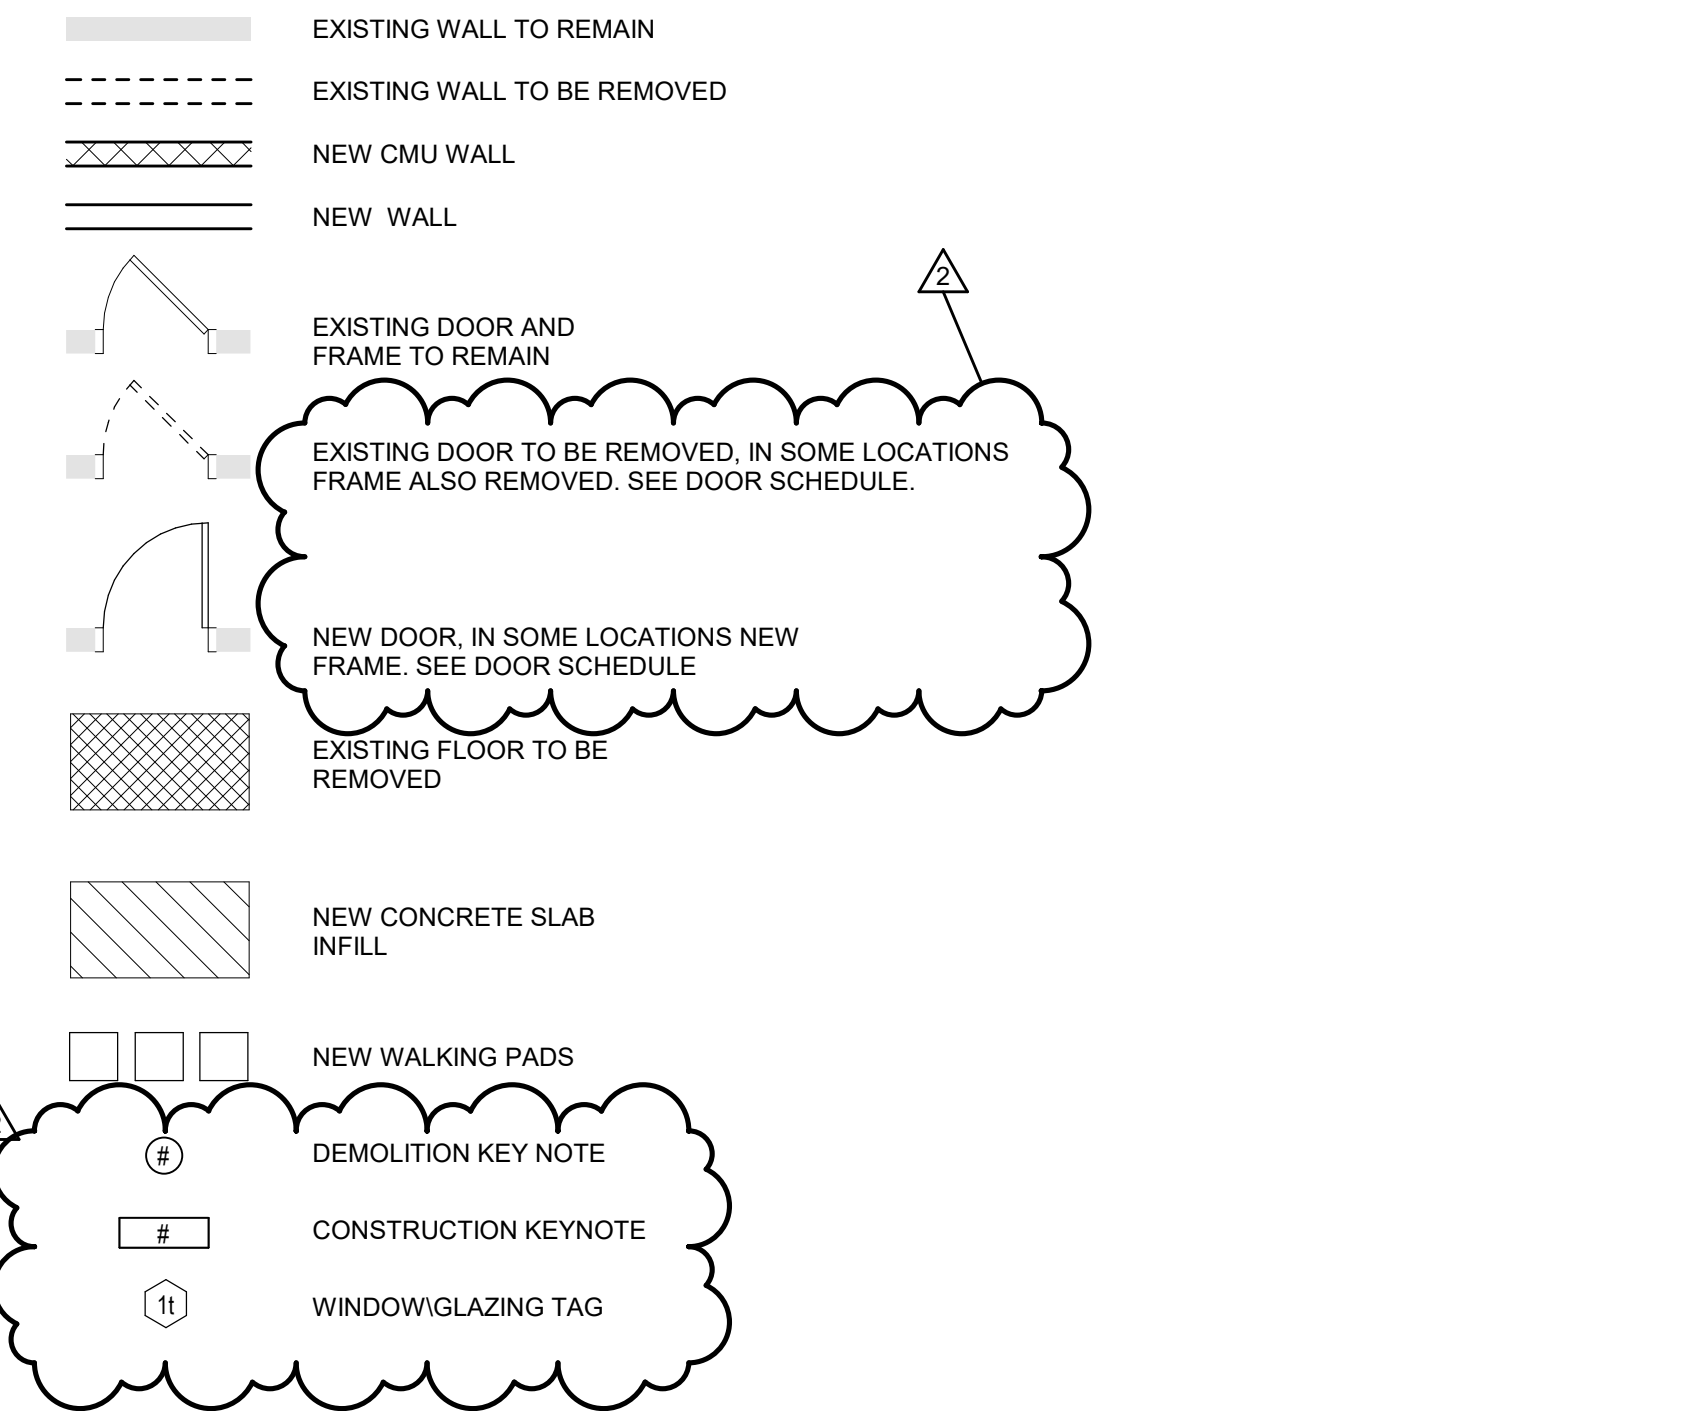 EXISTING WALL TO REMAIN
EXISTING WALL TO BE REMOVED
NEW CMU WALL
NEW  WALL
2
EXISTING DOOR AND
FRAME TO REMAIN
EXISTING DOOR TO BE REMOVED, IN SOME LOCATIONS
FRAME ALSO REMOVED. SEE DOOR SCHEDULE.
NEW DOOR, IN SOME LOCATIONS NEW
FRAME. SEE DOOR SCHEDULE
EXISTING FLOOR TO BE
REMOVED
NEW CONCRETE SLAB
INFILL
NEW WALKING PADS
# DEMOLITION KEY NOTE
# CONSTRUCTION KEYNOTE
1t WINDOW\GLAZING TAG